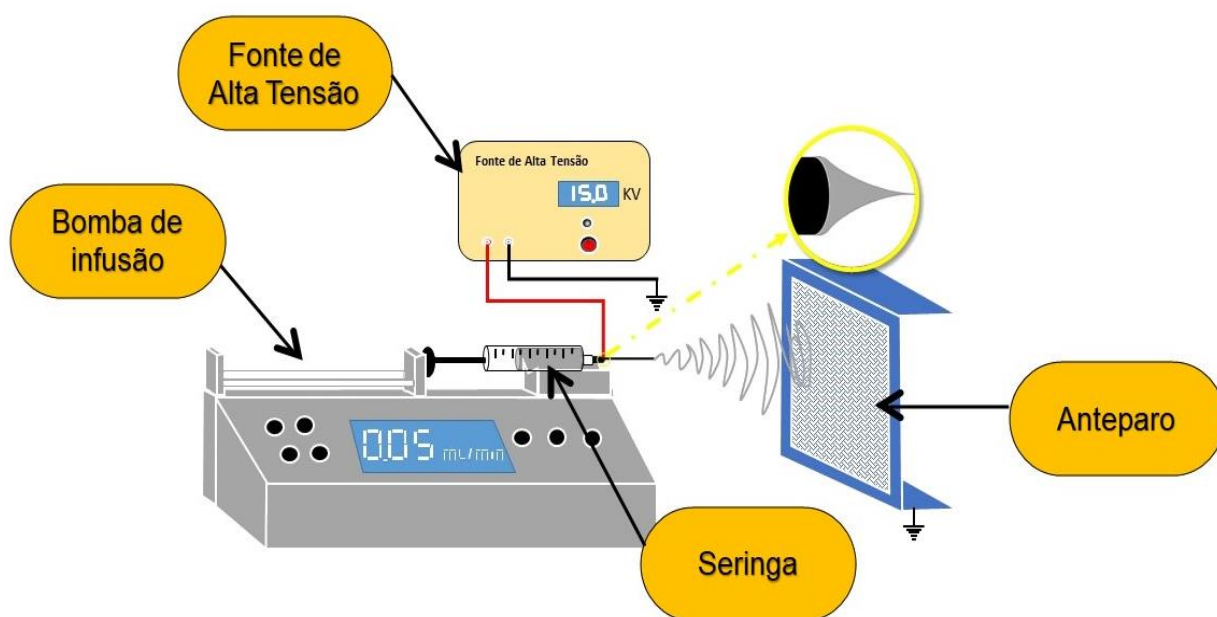 Fonte de
Alta Tensão
Fonte de Alta Tensão
15,0 KV
Bomba de
infusão
0.05 mL/min
Anteparo
Seringa